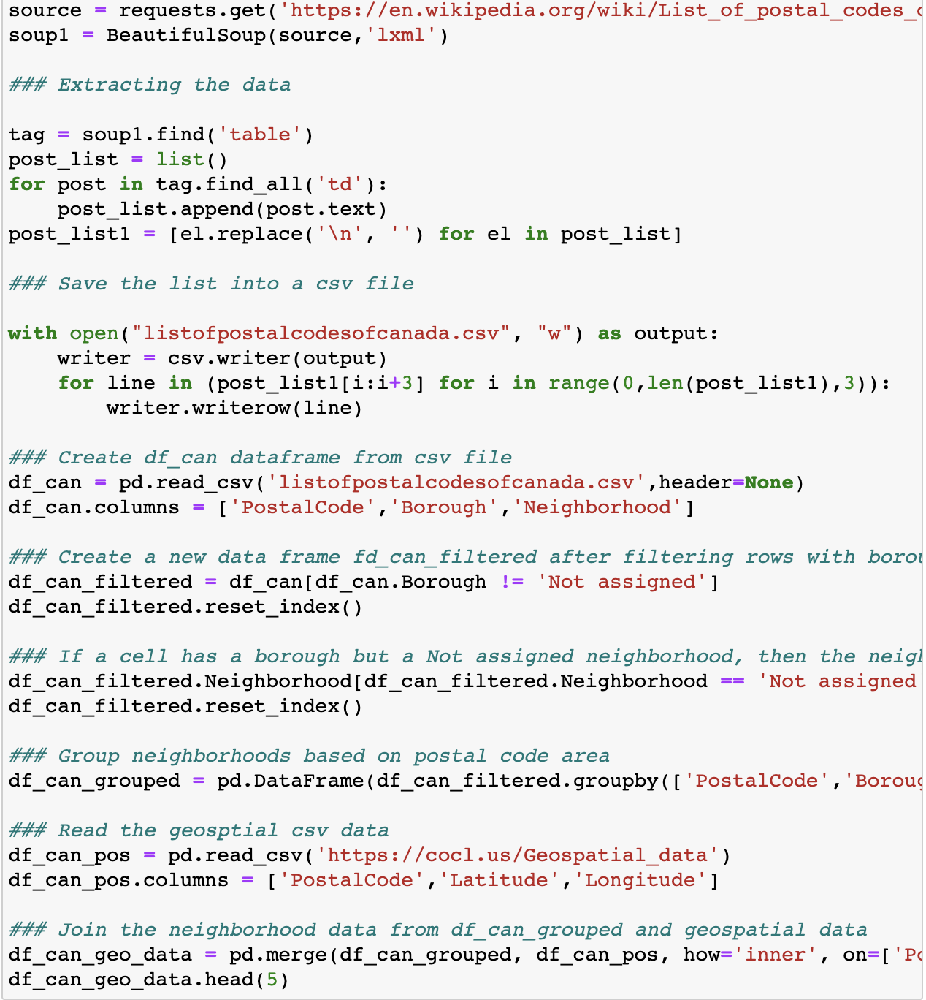 source = requests.get('https://en.wikipedia.org/wiki/List_of_postal_codes_
soup1 = BeautifulSoup(source,'lxml')
### Extracting the data
tag = soup1.find('table')
post_list = list()
for post in tag.find_all('td'):
    post_list.append(post.text)
post_list1 = [el.replace('\n', '') for el in post_list]
### Save the list into a csv file
with open("listofpostalcodesofcanada.csv", "w") as output:
    writer = csv.writer(output)
    for line in (post_list1[i:i+3] for i in range(0,len(post_list1),3)):
        writer.writerow(line)
### Create df_can dataframe from csv file
df_can = pd.read_csv('listofpostalcodesofcanada.csv',header=None)
df_can.columns = ['PostalCode','Borough','Neighborhood']
### Create a new data frame fd_can_filtered after filtering rows with borou
df_can_filtered = df_can[df_can.Borough != 'Not assigned']
df_can_filtered.reset_index()
### If a cell has a borough but a Not assigned neighborhood, then the neigh
df_can_filtered.Neighborhood[df_can_filtered.Neighborhood == 'Not assigned
df_can_filtered.reset_index()
### Group neighborhoods based on postal code area
df_can_grouped = pd.DataFrame(df_can_filtered.groupby(['PostalCode','Boroug
### Read the geosptial csv data
df_can_pos = pd.read_csv('https://cocl.us/Geospatial_data')
df_can_pos.columns = ['PostalCode','Latitude','Longitude']
### Join the neighborhood data from df_can_grouped and geospatial data
df_can_geo_data = pd.merge(df_can_grouped, df_can_pos, how='inner', on=['Po
df_can_geo_data.head(5)